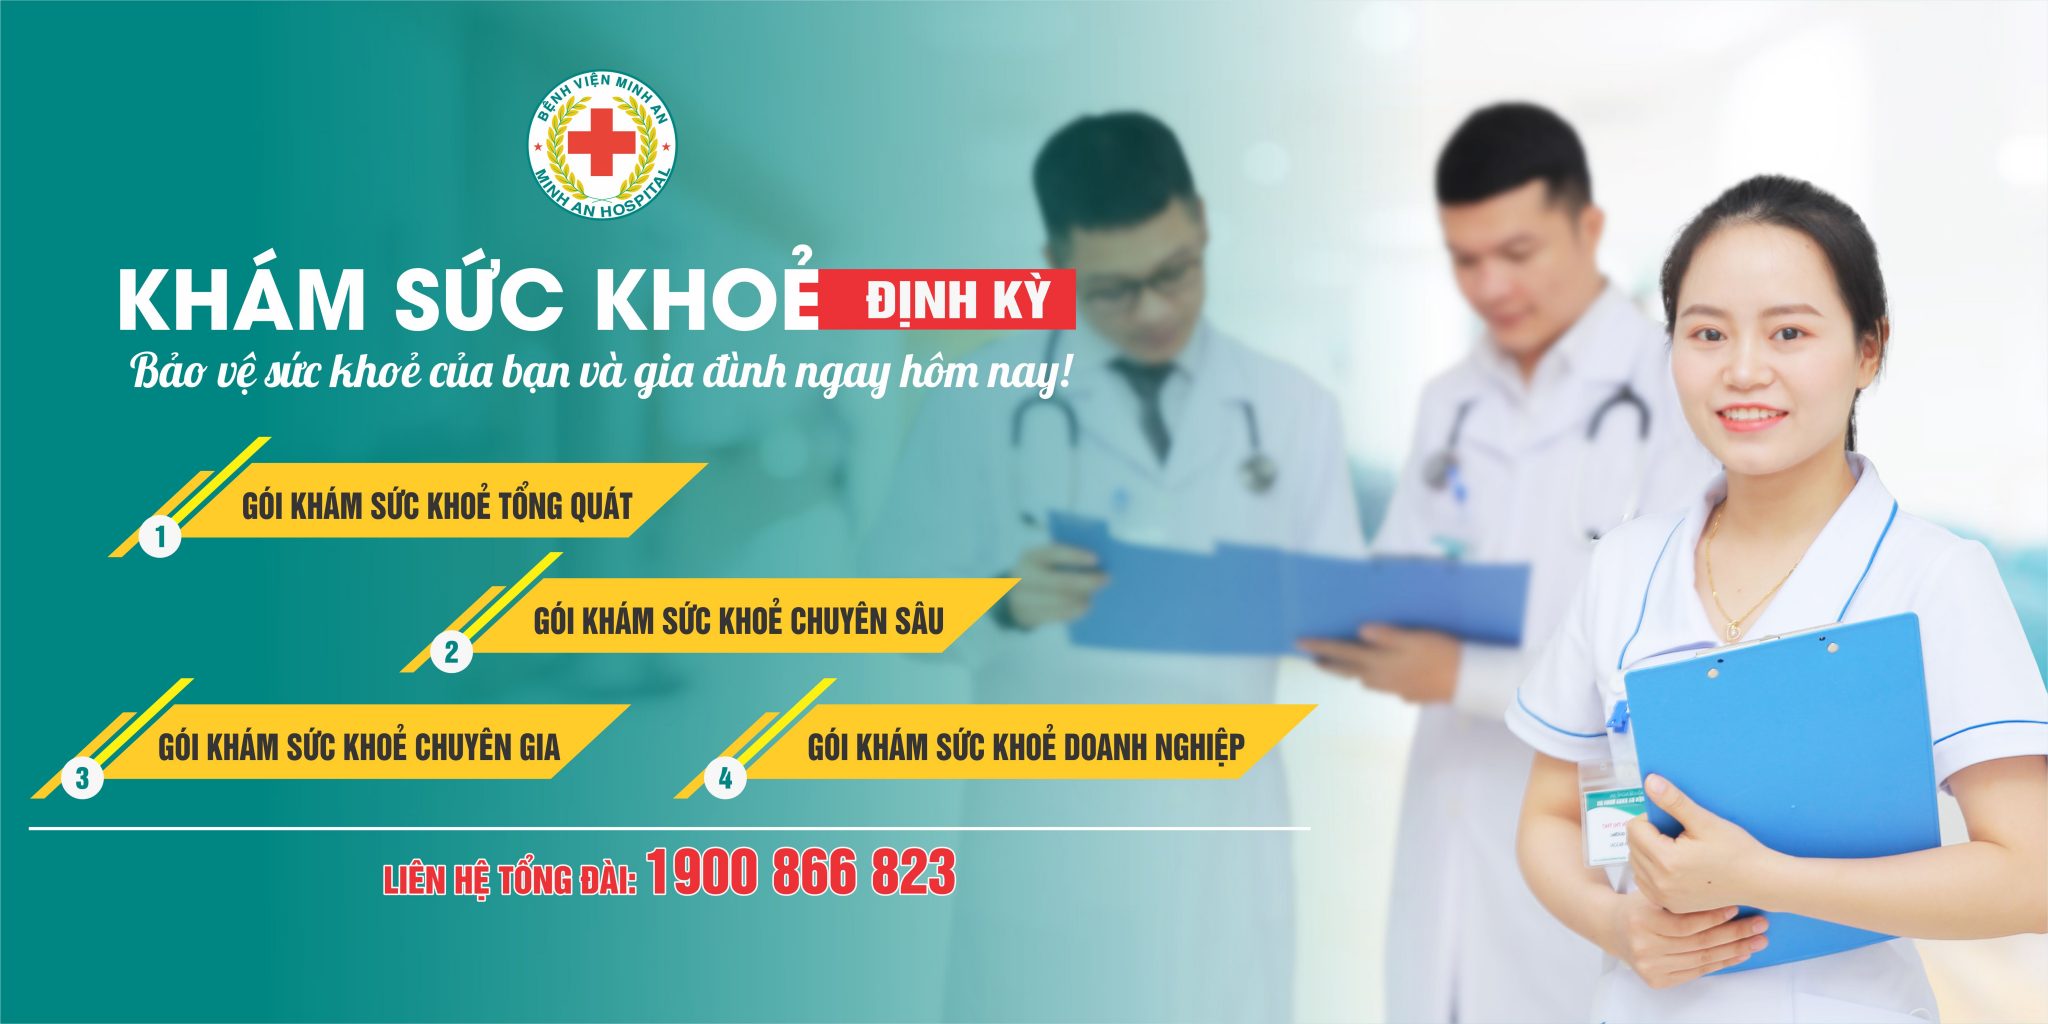 BỆNH VIỆN MINH AN
MINH AN HOSPITAL
KHÁM SỨC KHOẺ ĐỊNH KỲ
Bảo vệ sức khoẻ của bạn và gia đình ngay hôm nay!
1 GÓI KHÁM SỨC KHOẺ TỔNG QUÁT
2 GÓI KHÁM SỨC KHOẺ CHUYÊN SÂU
3 GÓI KHÁM SỨC KHOẺ CHUYÊN GIA
4 GÓI KHÁM SỨC KHOẺ DOANH NGHIỆP
LIÊN HỆ TỔNG ĐÀI: 1900 866 823